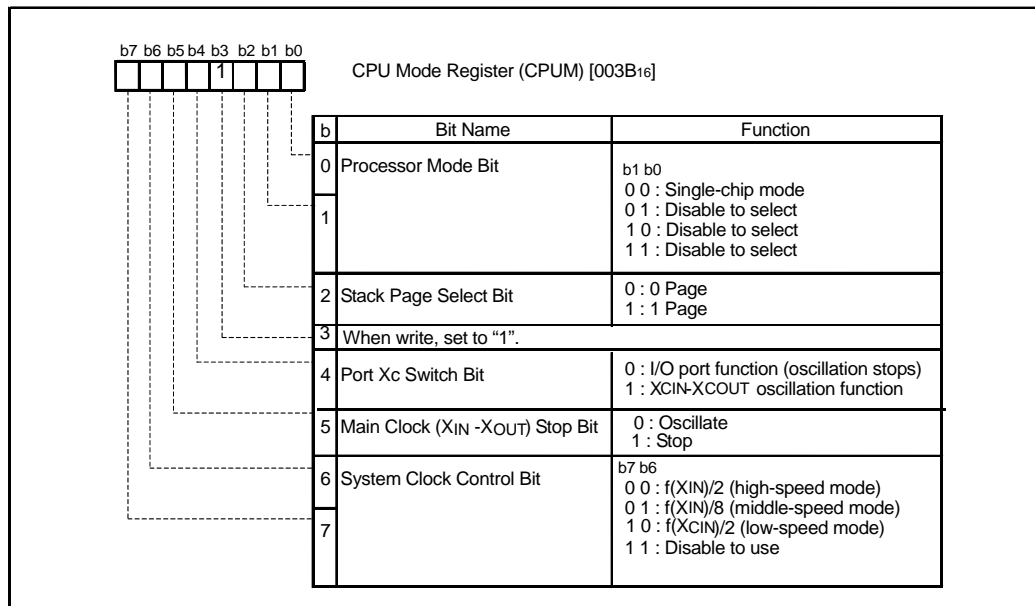 b7 b6 b5 b4 b3 b2 b1 b0
1
CPU Mode Register (CPUM) [003B16]
b Bit Name Function
0 Processor Mode Bit
1
b1 b0
0 0 : Single-chip mode
0 1 : Disable to select
1 0 : Disable to select
1 1 : Disable to select
2 Stack Page Select Bit
0 : 0 Page
1 : 1 Page
3 When write, set to “1”.
4 Port Xc Switch Bit
0 : I/O port function (oscillation stops)
1 : XCIN-XCOUT oscillation function
5 Main Clock (XIN -XOUT) Stop Bit
0 : Oscillate
1 : Stop
6 System Clock Control Bit
7
b7 b6
0 0 : f(XIN)/2 (high-speed mode)
0 1 : f(XIN)/8 (middle-speed mode)
1 0 : f(XCIN)/2 (low-speed mode)
1 1 : Disable to use